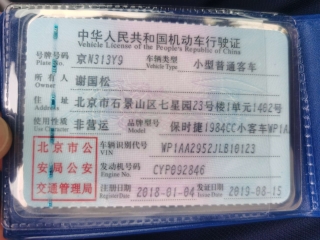 中华人民共和国机动车行驶证
Vehicle License of the People's Republic of China
号牌号码 京N313Y9 车辆类型 小型普通客车
Plate No. Vehicle Type
所有人 谢国松
Owner
住址 北京市石景山区七星园23号楼1单元1402号
Address
使用性质 非营运 品牌型号 保时捷1984CC小客车WP1A
Use Character Model
北京市公 车辆识别代号 WP1AA2952JLB10123
安局公安 VIN
交通管理局 发动机号码 CYP092846
Engine No.
注册日期 2018-01-04 发证日期 2019-08-15
Register Date Issue Date